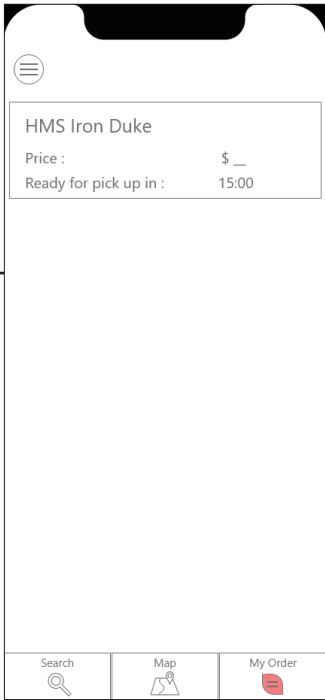 HMS Iron Duke
Price : $ __
Ready for pick up in : 15:00
Search Map My Order